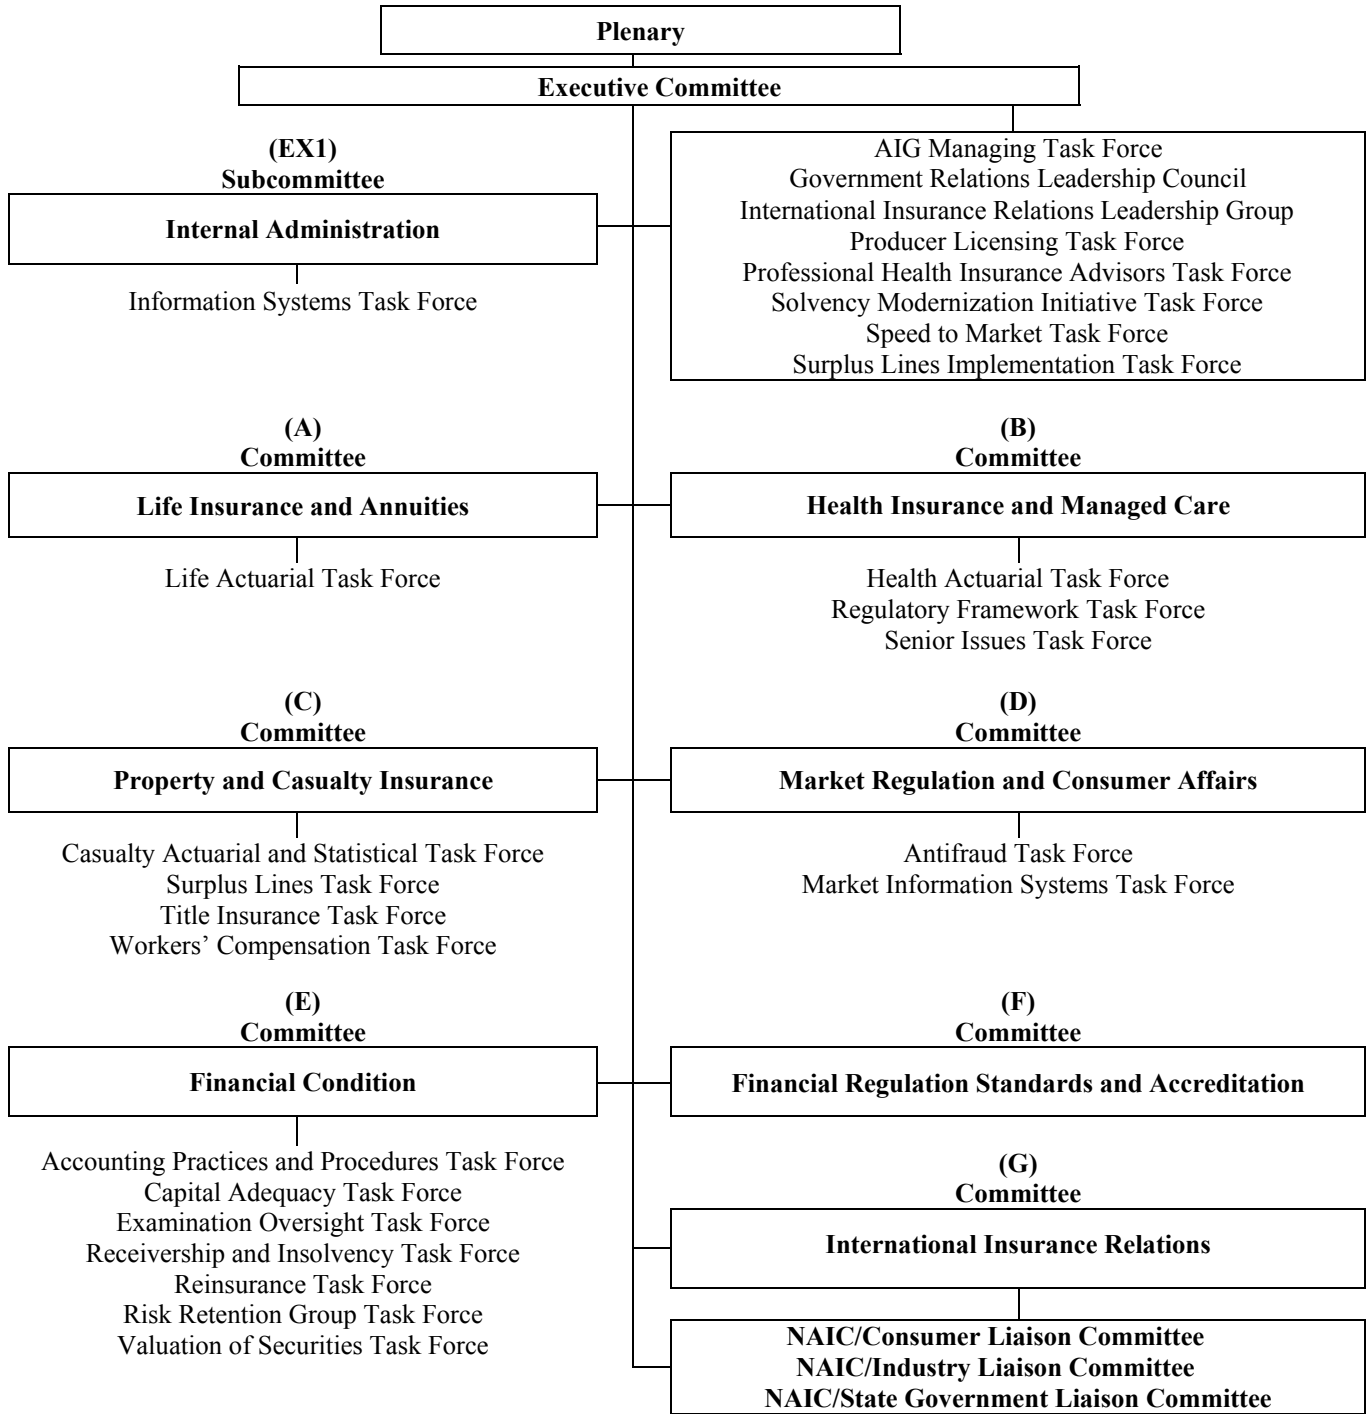 Plenary
Executive Committee
(EX1)
Subcommittee
Internal Administration
Information Systems Task Force
AIG Managing Task Force
Government Relations Leadership Council
International Insurance Relations Leadership Group
Producer Licensing Task Force
Professional Health Insurance Advisors Task Force
Solvency Modernization Initiative Task Force
Speed to Market Task Force
Surplus Lines Implementation Task Force
(A)
Committee
Life Insurance and Annuities
Life Actuarial Task Force
(B)
Committee
Health Insurance and Managed Care
Health Actuarial Task Force
Regulatory Framework Task Force
Senior Issues Task Force
(C)
Committee
Property and Casualty Insurance
Casualty Actuarial and Statistical Task Force
Surplus Lines Task Force
Title Insurance Task Force
Workers’ Compensation Task Force
(D)
Committee
Market Regulation and Consumer Affairs
Antifraud Task Force
Market Information Systems Task Force
(E)
Committee
Financial Condition
Accounting Practices and Procedures Task Force
Capital Adequacy Task Force
Examination Oversight Task Force
Receivership and Insolvency Task Force
Reinsurance Task Force
Risk Retention Group Task Force
Valuation of Securities Task Force
(F)
Committee
Financial Regulation Standards and Accreditation
(G)
Committee
International Insurance Relations
NAIC/Consumer Liaison Committee
NAIC/Industry Liaison Committee
NAIC/State Government Liaison Committee